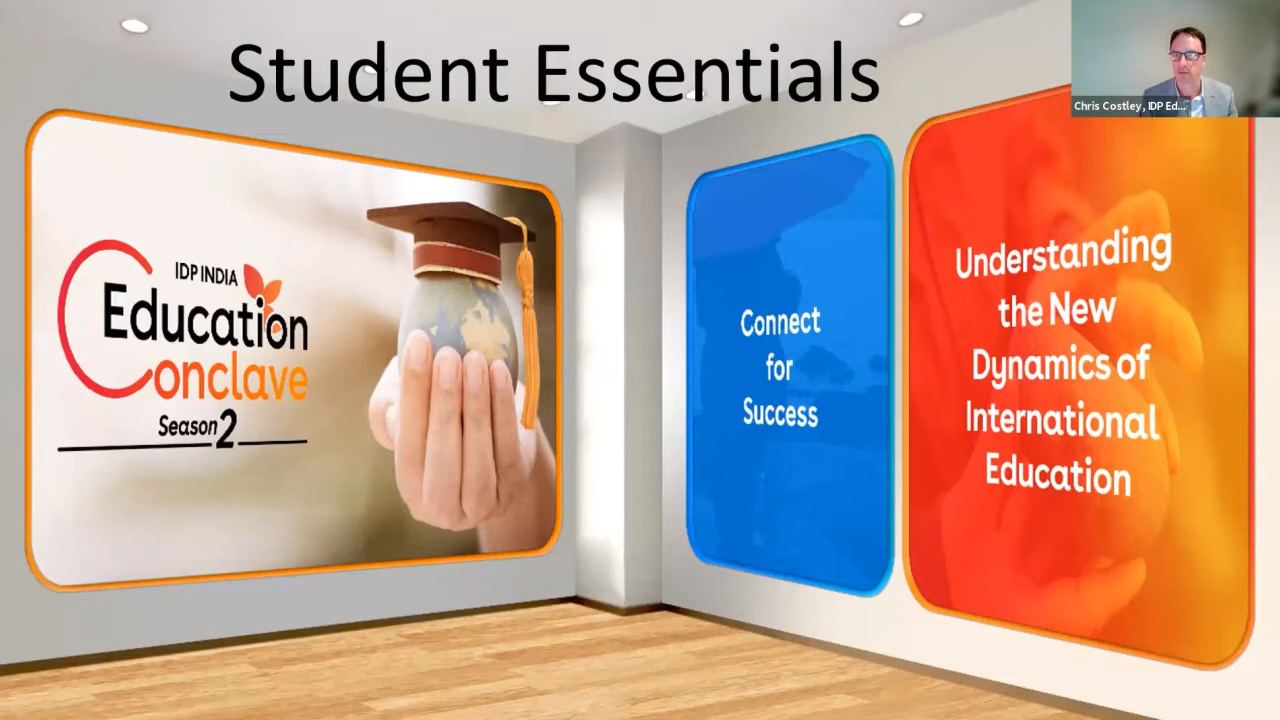 Student Essentials
Chris Costley, IDP Ed...
IDP INDIA
Education
Conclave
Season 2
Connect
for
Success
Understanding
the New
Dynamics of
International
Education